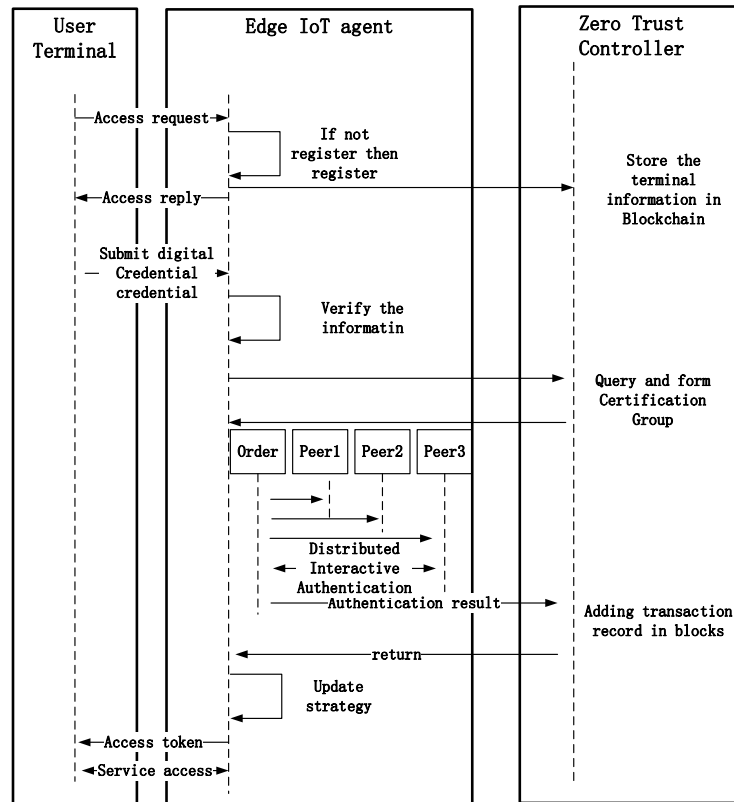 User
Terminal
Edge IoT agent
Zero Trust
Controller
Access request
If not
register then
register
Access reply
Store the
terminal
information in
Blockchain
Submit digital
Credential
credential
Verify the
informatin
Query and form
Certification
Group
Order
Peer1
Peer2
Peer3
Distributed
Interactive
Authentication
Authentication result
Adding transaction
record in blocks
return
Update
strategy
Access token
Service access